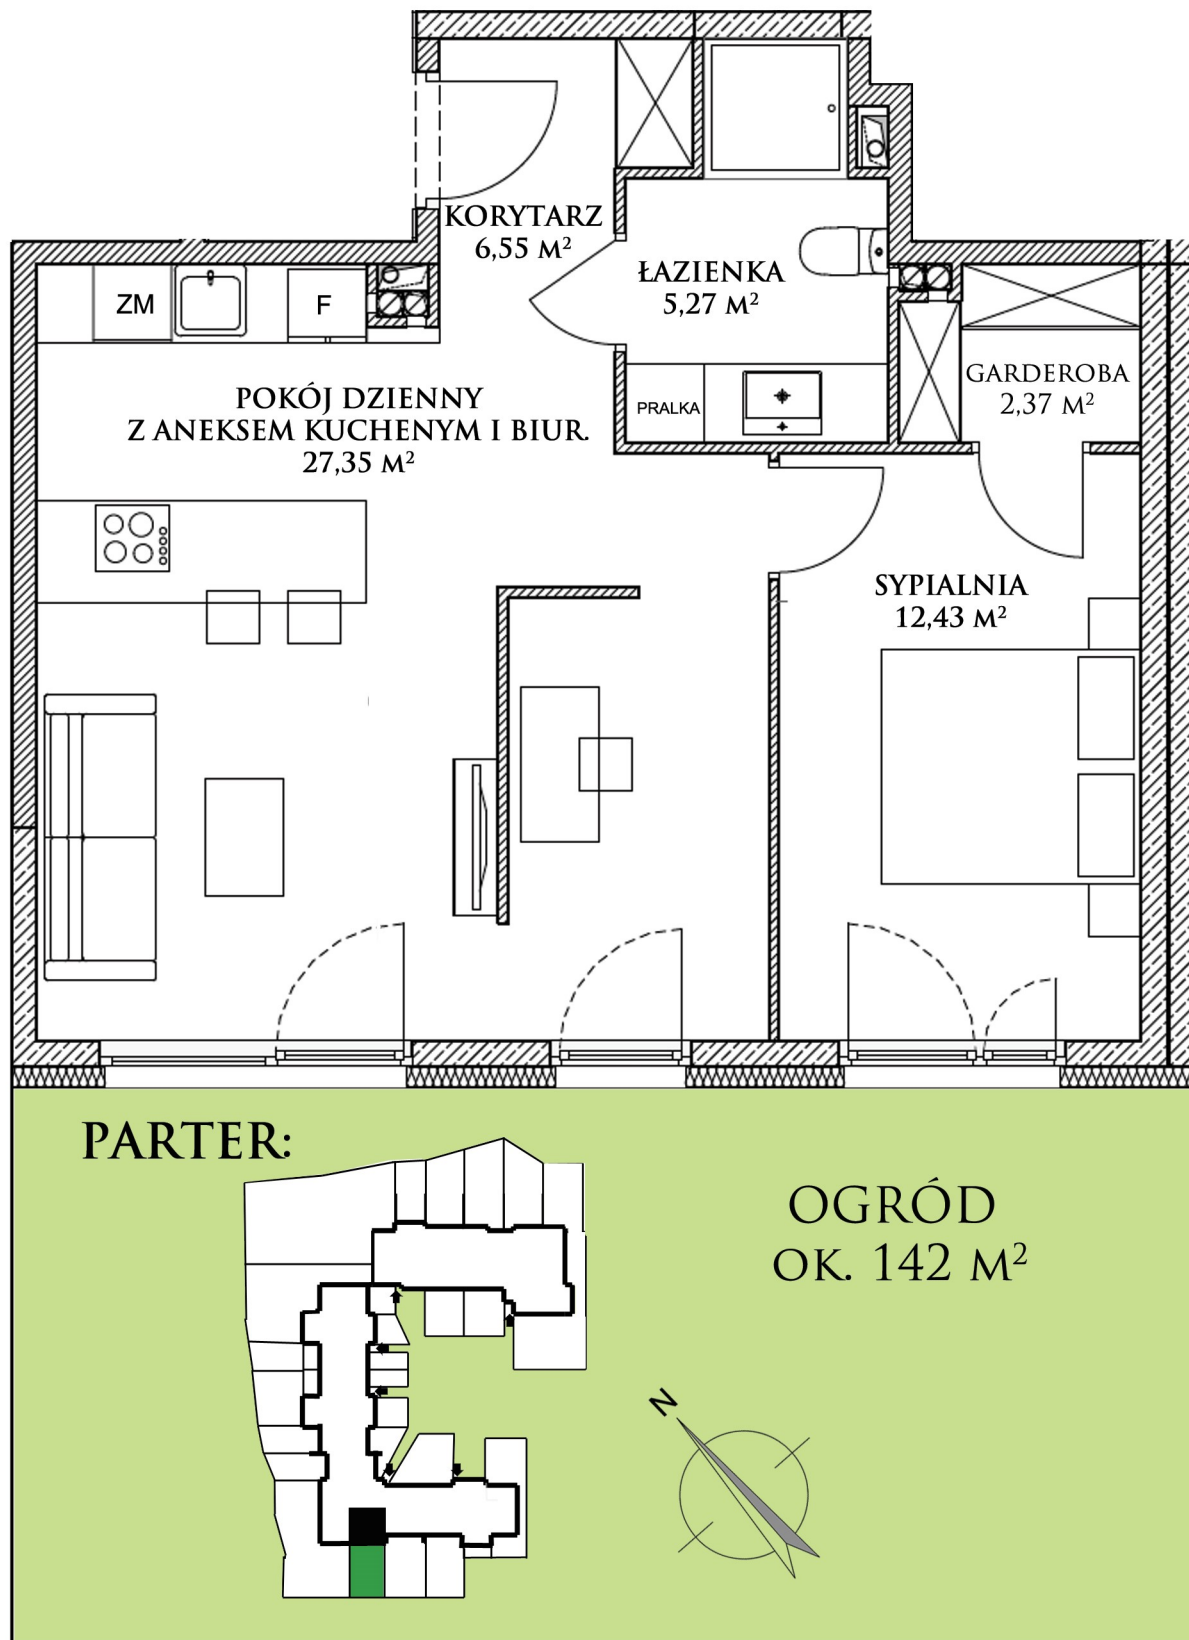 KORYTARZ
6,55 M²
ŁAZIENKA
5,27 M²
ZM
F
GARDEROBA
2,37 M²
POKÓJ DZIENNY
Z ANEKSEM KUCHENYM I BIUR.
27,35 M²
PRALKA
SYPIALNIA
12,43 M²
PARTER:
OGRÓD
OK. 142 M²
N